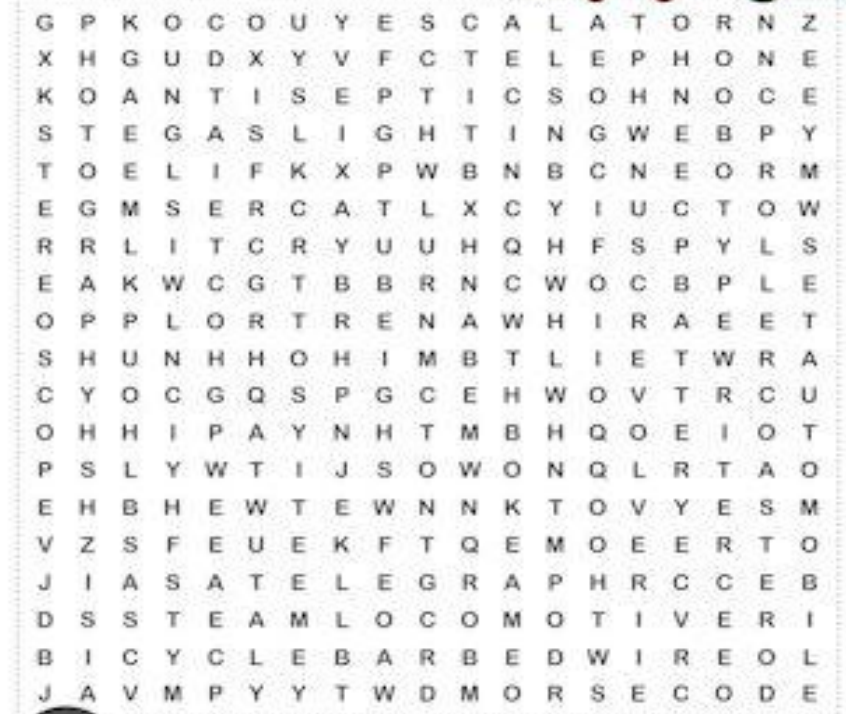 G P K O C O U Y E S C A L A T O R N Z
X H G U D X Y V F C T E L E P H O N E
K O A N T I S E P T I C S O H N O C E
S T E G A S L I G H T I N G W E B P Y
T O E L I F K X P W B N B C N E O R M
E G M S E R C A T L X C Y I U C T O W
R R L I T C R Y U U H Q H F S P Y L S
E A K W C G T B B R N C W O C B P L E
O P P L O R T R E N A W H I R A E E T
S H U N H H O H I M B T L I E T W R A
C Y O C G Q S P G C E H W O V T R C U
O H H I P A Y N H T M B H Q O E I O T
P S L Y W T I J S O W O N Q L R T A O
E H B H E W T E W N N K T O V Y E S M
V Z S F E U E K F T Q E M O E E R T O
J I A S A T E L E G R A P H R C C E B
D S S T E A M L O C O M O T I V E R I
B I C Y C L E B A R B E D W I R E O L
J A V M P Y Y T W D M O R S E C O D E